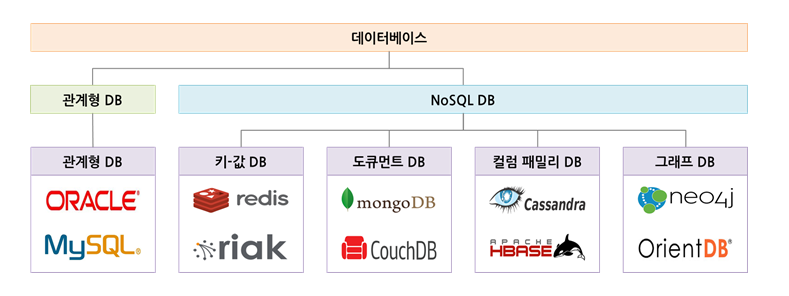 데이터베이스
관계형 DB
NoSQL DB
관계형 DB
키-값 DB
도큐먼트 DB
컬럼 패밀리 DB
그래프 DB
ORACLE®
redis
mongoDB
Cassandra
neo4j
MySQL®
riak
CouchDB
APACHE
HBASE
OrientDB®